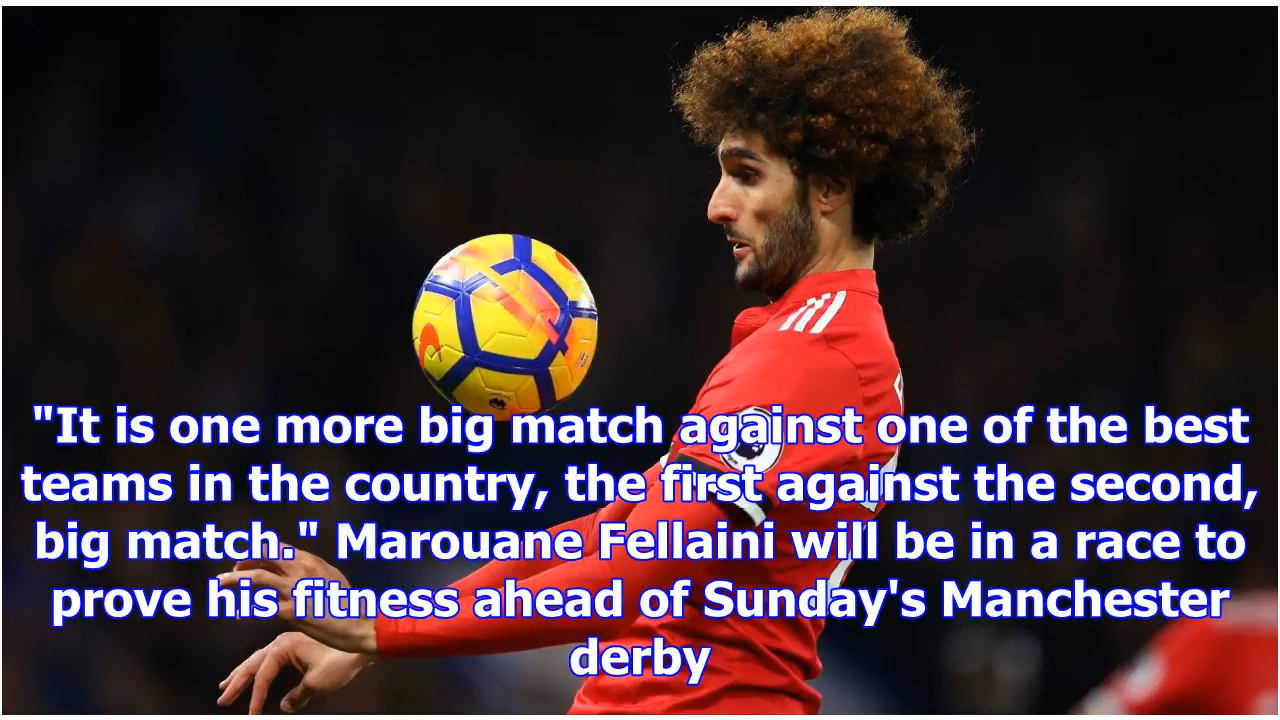 "It is one more big match against one of the best
teams in the country, the first against the second,
big match." Marouane Fellaini will be in a race to
prove his fitness ahead of Sunday's Manchester
derby